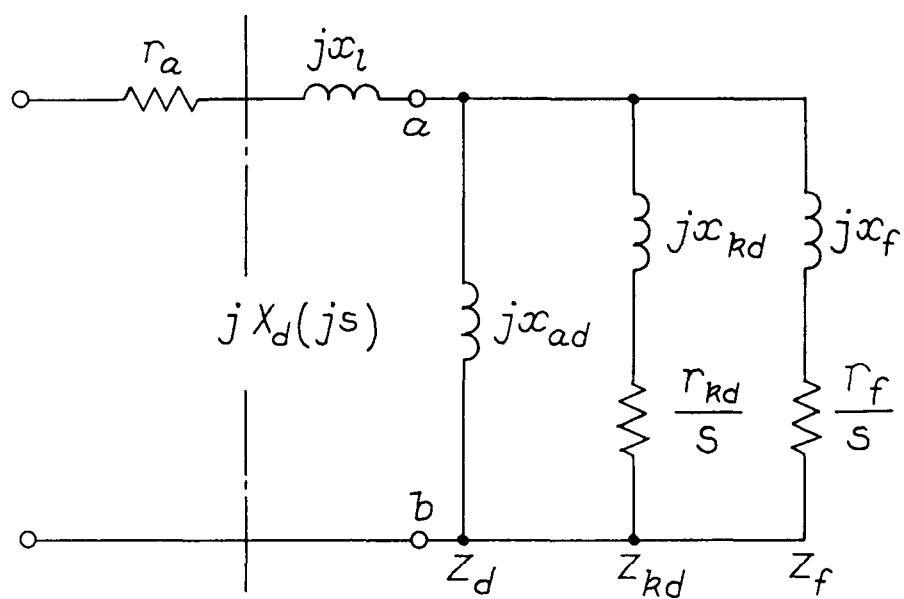 r_a
jx_l
a
jX_d(js)
jx_ad
jx_kd
jx_f
r_kd
s
r_f
s
b
Z_d
Z_kd
Z_f